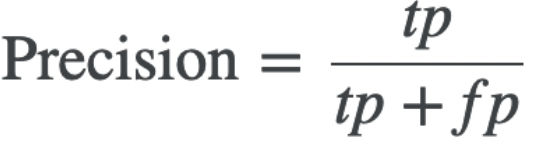 Precision = tp / tp + fp